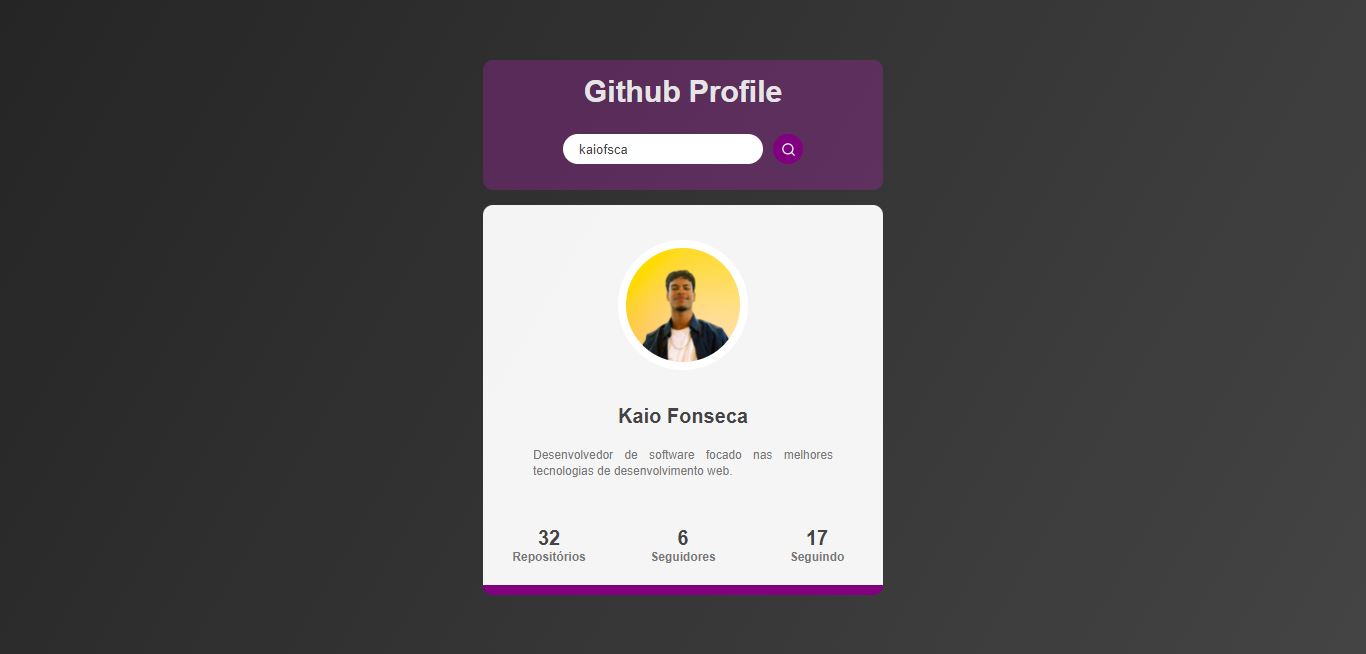 Github Profile
kaiofsca
Kaio Fonseca
Desenvolvedor de software focado nas melhores
tecnologias de desenvolvimento web.
32 6 17
Repositórios Seguidores Seguindo